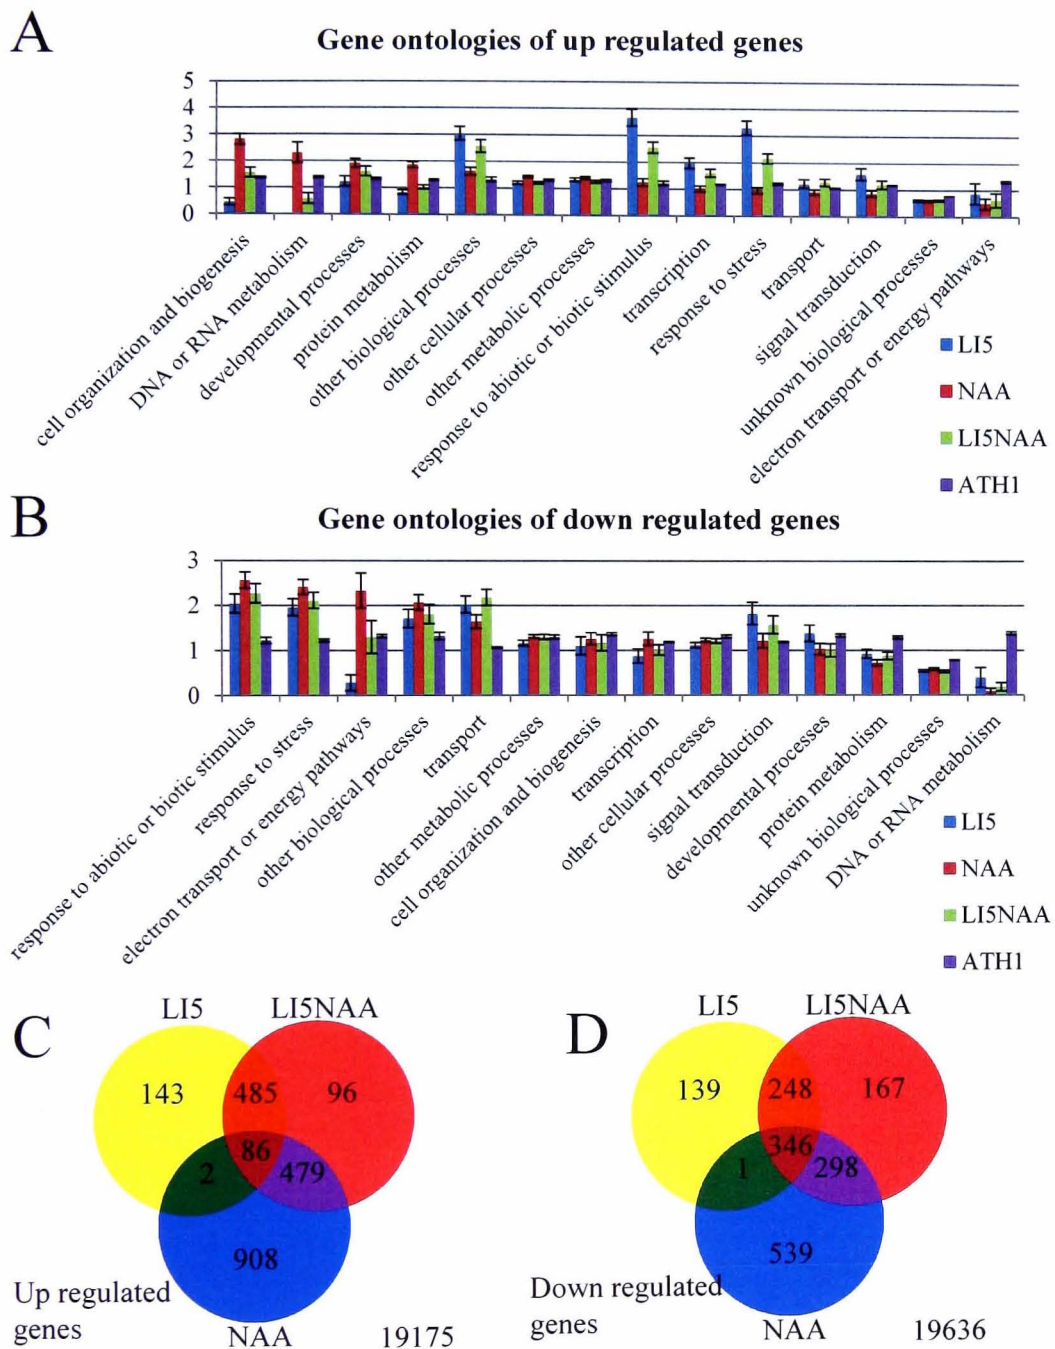 A
Gene ontologies of up regulated genes
5
4
3
2
1
0
cell organization and biogenesis
DNA or RNA metabolism
developmental processes
protein metabolism
other biological processes
other cellular processes
other metabolic processes
response to abiotic or biotic stimulus
transcription
response to stress
transport
signal transduction
unknown biological processes
electron transport or energy pathways
LI5
NAA
LI5NAA
ATH1
B
Gene ontologies of down regulated genes
3
2
1
0
response to abiotic or biotic stimulus
response to stress
electron transport or energy pathways
other biological processes
transport
other metabolic processes
cell organization and biogenesis
transcription
other cellular processes
signal transduction
developmental processes
protein metabolism
unknown biological processes
DNA or RNA metabolism
LI5
NAA
LI5NAA
ATH1
C
LI5
LI5NAA
143
485
96
86
2
479
908
Up regulated
genes
NAA
19175
D
LI5
LI5NAA
139
248
167
346
1
298
539
Down regulated
genes
NAA
19636